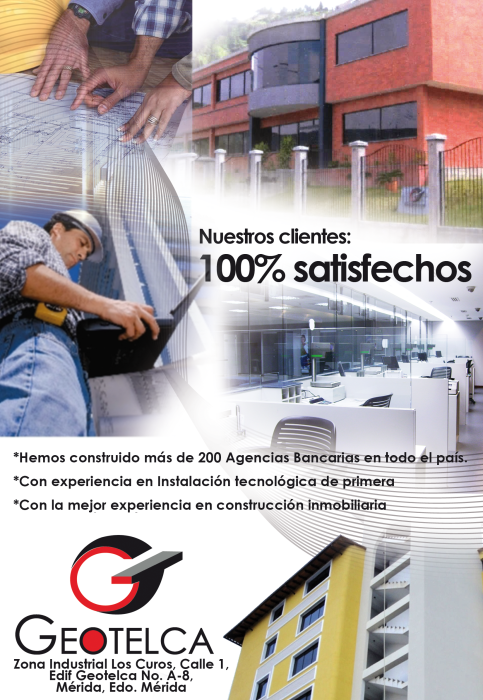 Nuestros clientes:
100% satisfechos
*Hemos construido más de 200 Agencias Bancarias en todo el país.
*Con experiencia en Instalación tecnológica de primera
*Con la mejor experiencia en construcción inmobiliaria
GEOTELCA
Zona Industrial Los Curos, Calle 1,
Edif Geotelca No. A-8,
Mérida, Edo. Mérida